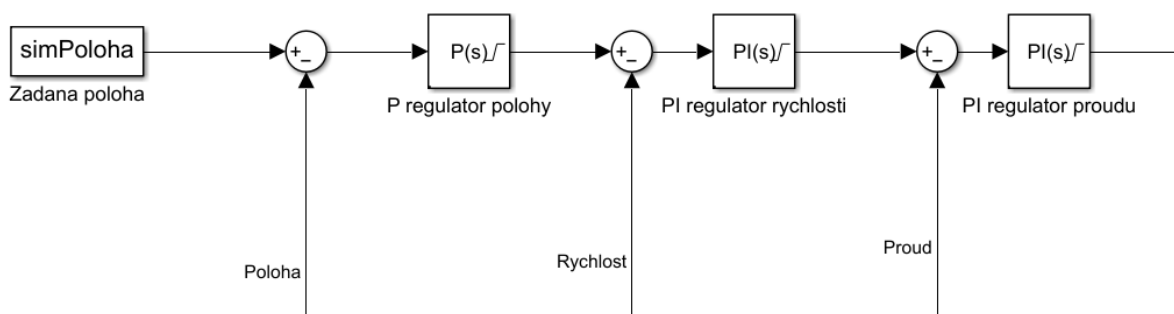 simPoloha
Zadana poloha
+
−
P(s)
P regulator polohy
+
−
PI(s)
PI regulator rychlosti
+
−
PI(s)
PI regulator proudu
Poloha
Rychlost
Proud